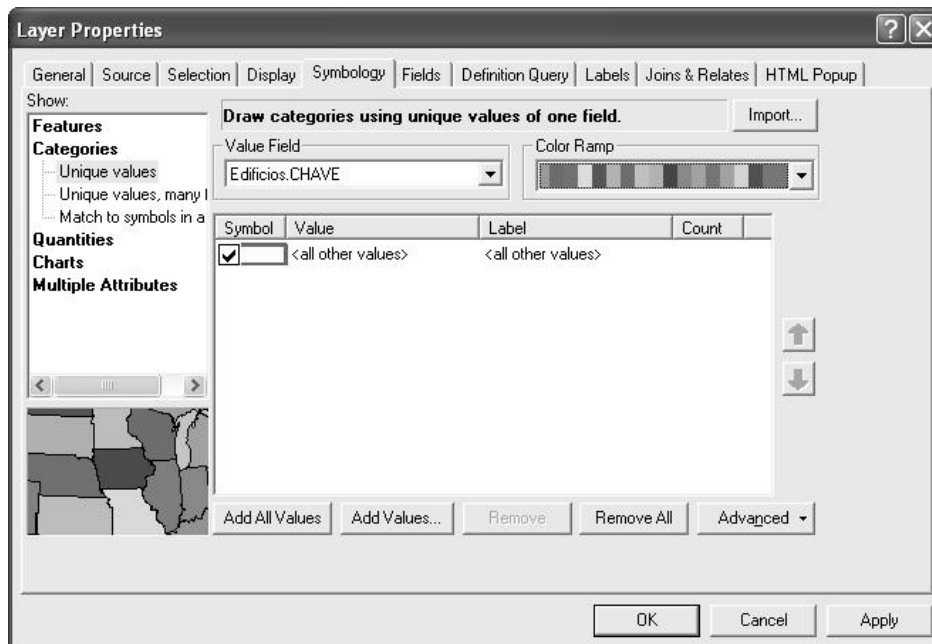 Layer Properties
General Source Selection Display Symbology Fields Definition Query Labels Joins & Relates HTML Popup
Show:
Features
Categories
Unique values
Unique values, many
Match to symbols in a
Quantities
Charts
Multiple Attributes
Draw categories using unique values of one field.
Import...
Value Field
Edificios.CHAVE
Color Ramp
Symbol Value Label Count
<all other values> <all other values>
Add All Values Add Values... Remove Remove All Advanced
OK Cancel Apply